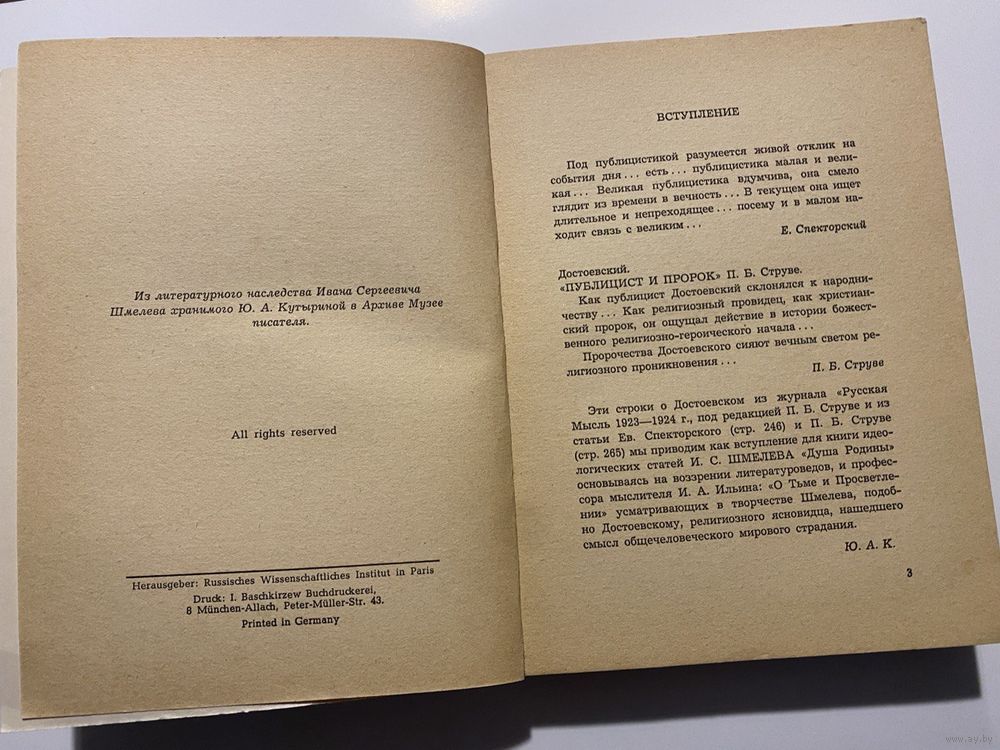 Из литературного наследства Ивана Сергеевича
Шмелева хранимого Ю. А. Кутыриной в Архиве Музее
писателя.
All rights reserved
Herausgeber: Russisches Wissenschaftliches Institut in Paris
Druck: I. Baschkirzew Buchdruckerei,
8 München-Allach, Peter-Müller-Str. 43.
Printed in Germany
ВСТУПЛЕНИЕ
Под публицистикой разумеется живой отклик на
события дня... есть... публицистика малая и вели-
кая... Великая публицистика вдумчива, она смело
глядит из времени в вечность... В текущем она ищет
длительное и непреходящее... посему и в малом на-
ходит связь с великим...
Е. Спекторский
Достоевский.
«ПУБЛИЦИСТ И ПРОРОК» П. Б. Струве.
Как публицист Достоевский склонялся к народни-
честву... Как религиозный провидец, как христиан-
ский пророк, он ощущал действие в истории божест-
венного религиозно-героического начала...
Пророчества Достоевского сияют вечным светом ре-
лигиозного проникновения...
П. Б. Струве
Эти строки о Достоевском из журнала «Русская
Мысль 1923—1924 г., под редакцией П. Б. Струве и из
статьи Ев. Спекторского (стр. 246) и П. Б. Струве
(стр. 265) мы приводим как вступление для книги идео-
логических статей И. С. ШМЕЛЕВА «Душа Родины»
основываясь на воззрении литературоведов, и профес-
сора мыслителя И. А. Ильина: «О Тьме и Просветле-
нии» усматривающих в творчестве Шмелева, подоб-
но Достоевскому, религиозного ясновидца, нашедшего
смысл общечеловеческого мирового страдания.
Ю. А. К.
3
www.ay.by